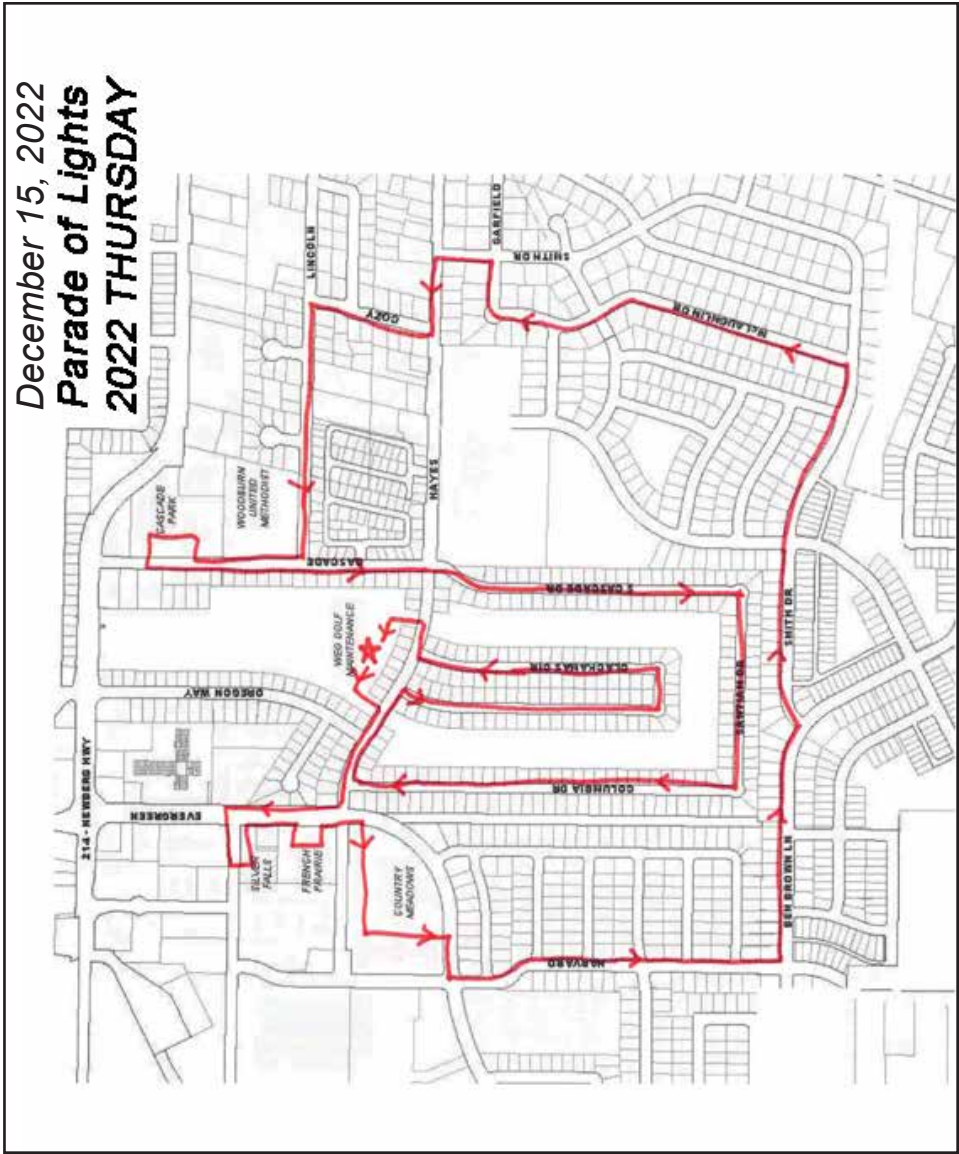 December 15, 2022
Parade of Lights
2022 THURSDAY
LINCOLN
GARFIELD
SMITH DR
COZY
McLAUGHLIN DR
CASCADE
PARK
WOODBURN
UNITED
METHODIST
HAYES
CASCADE
S CASCADE DR
WEG GOLF
MAINTENANCE
CLACKAMAS CIR
SANTIAM DR
SMITH DR
OREGON WAY
COLUMBIA DR
214 - NEWBERG HWY
EVERGREEN
SILVER
FALLS
FRENCH
PRAIRIE
COUNTRY
MEADOWS
BEN BROWN LN
HARVARD